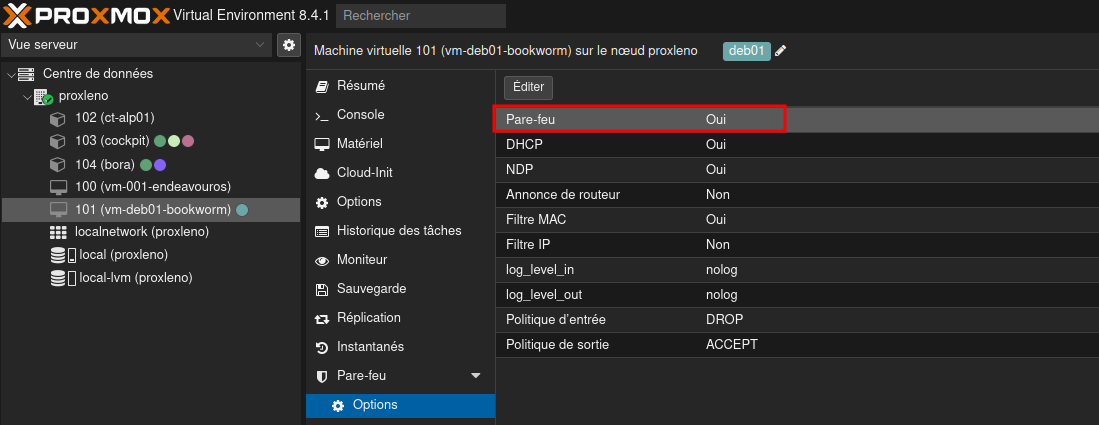 PROXMOX Virtual Environment 8.4.1 Rechercher
Vue serveur
Centre de données
proxleno
102 (ct-alp01)
103 (cockpit)
104 (bora)
100 (vm-001-endeavouros)
101 (vm-deb01-bookworm)
localnetwork (proxleno)
local (proxleno)
local-lvm (proxleno)
Machine virtuelle 101 (vm-deb01-bookworm) sur le nœud proxleno deb01
Résumé
Console
Matériel
Cloud-Init
Options
Historique des tâches
Moniteur
Sauvegarde
Réplication
Instantanés
Pare-feu
Options
Éditer
Pare-feu Oui
DHCP Oui
NDP Oui
Annonce de routeur Non
Filtre MAC Oui
Filtre IP Non
log_level_in nolog
log_level_out nolog
Politique d'entrée DROP
Politique de sortie ACCEPT